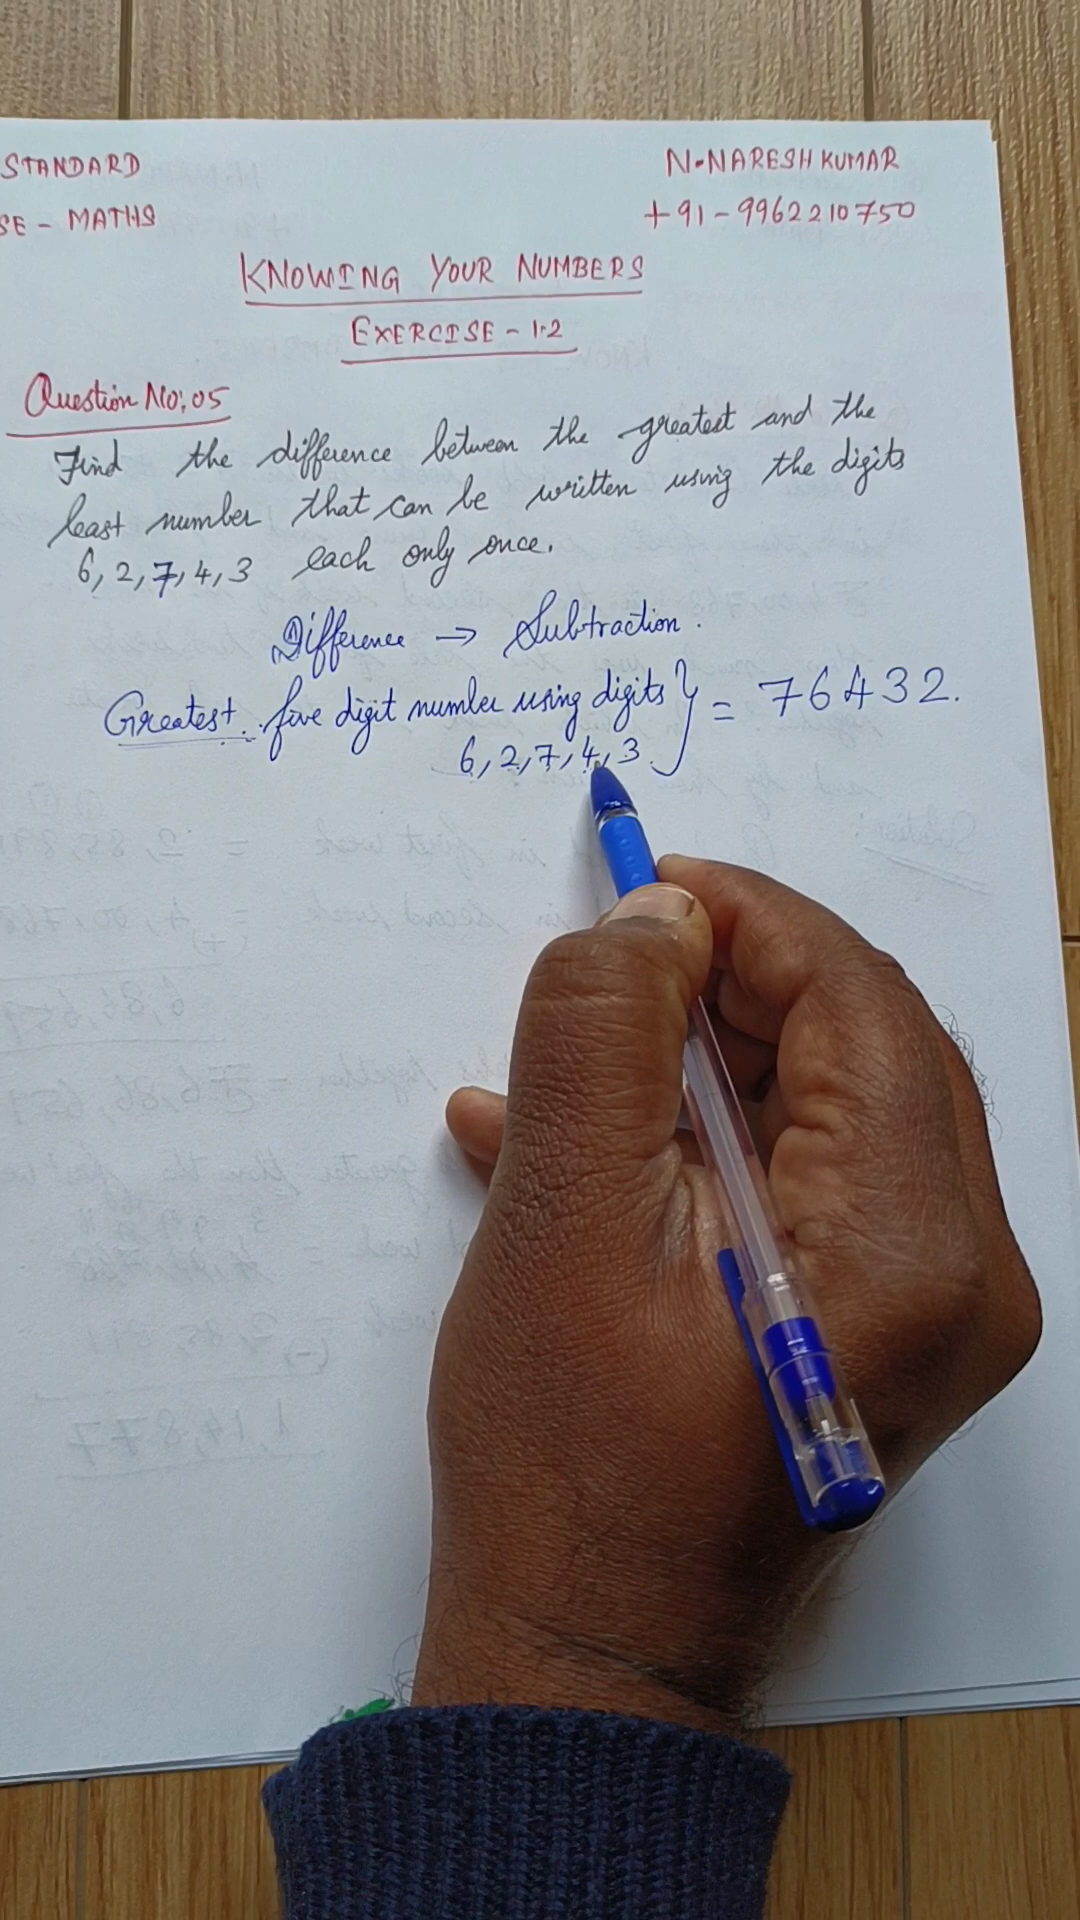 STANDARD
N. NARESH KUMAR
SE - MATHS
+91-9962210750
KNOWING YOUR NUMBERS
EXERCISE - 1.2
Question No: 05
Find the difference between the greatest and the
least number that can be written using the digits
6, 2, 7, 4, 3 each only once.
Difference → Subtraction.
Greatest five digit number using digits } = 76432.
6, 2, 7, 4, 3.